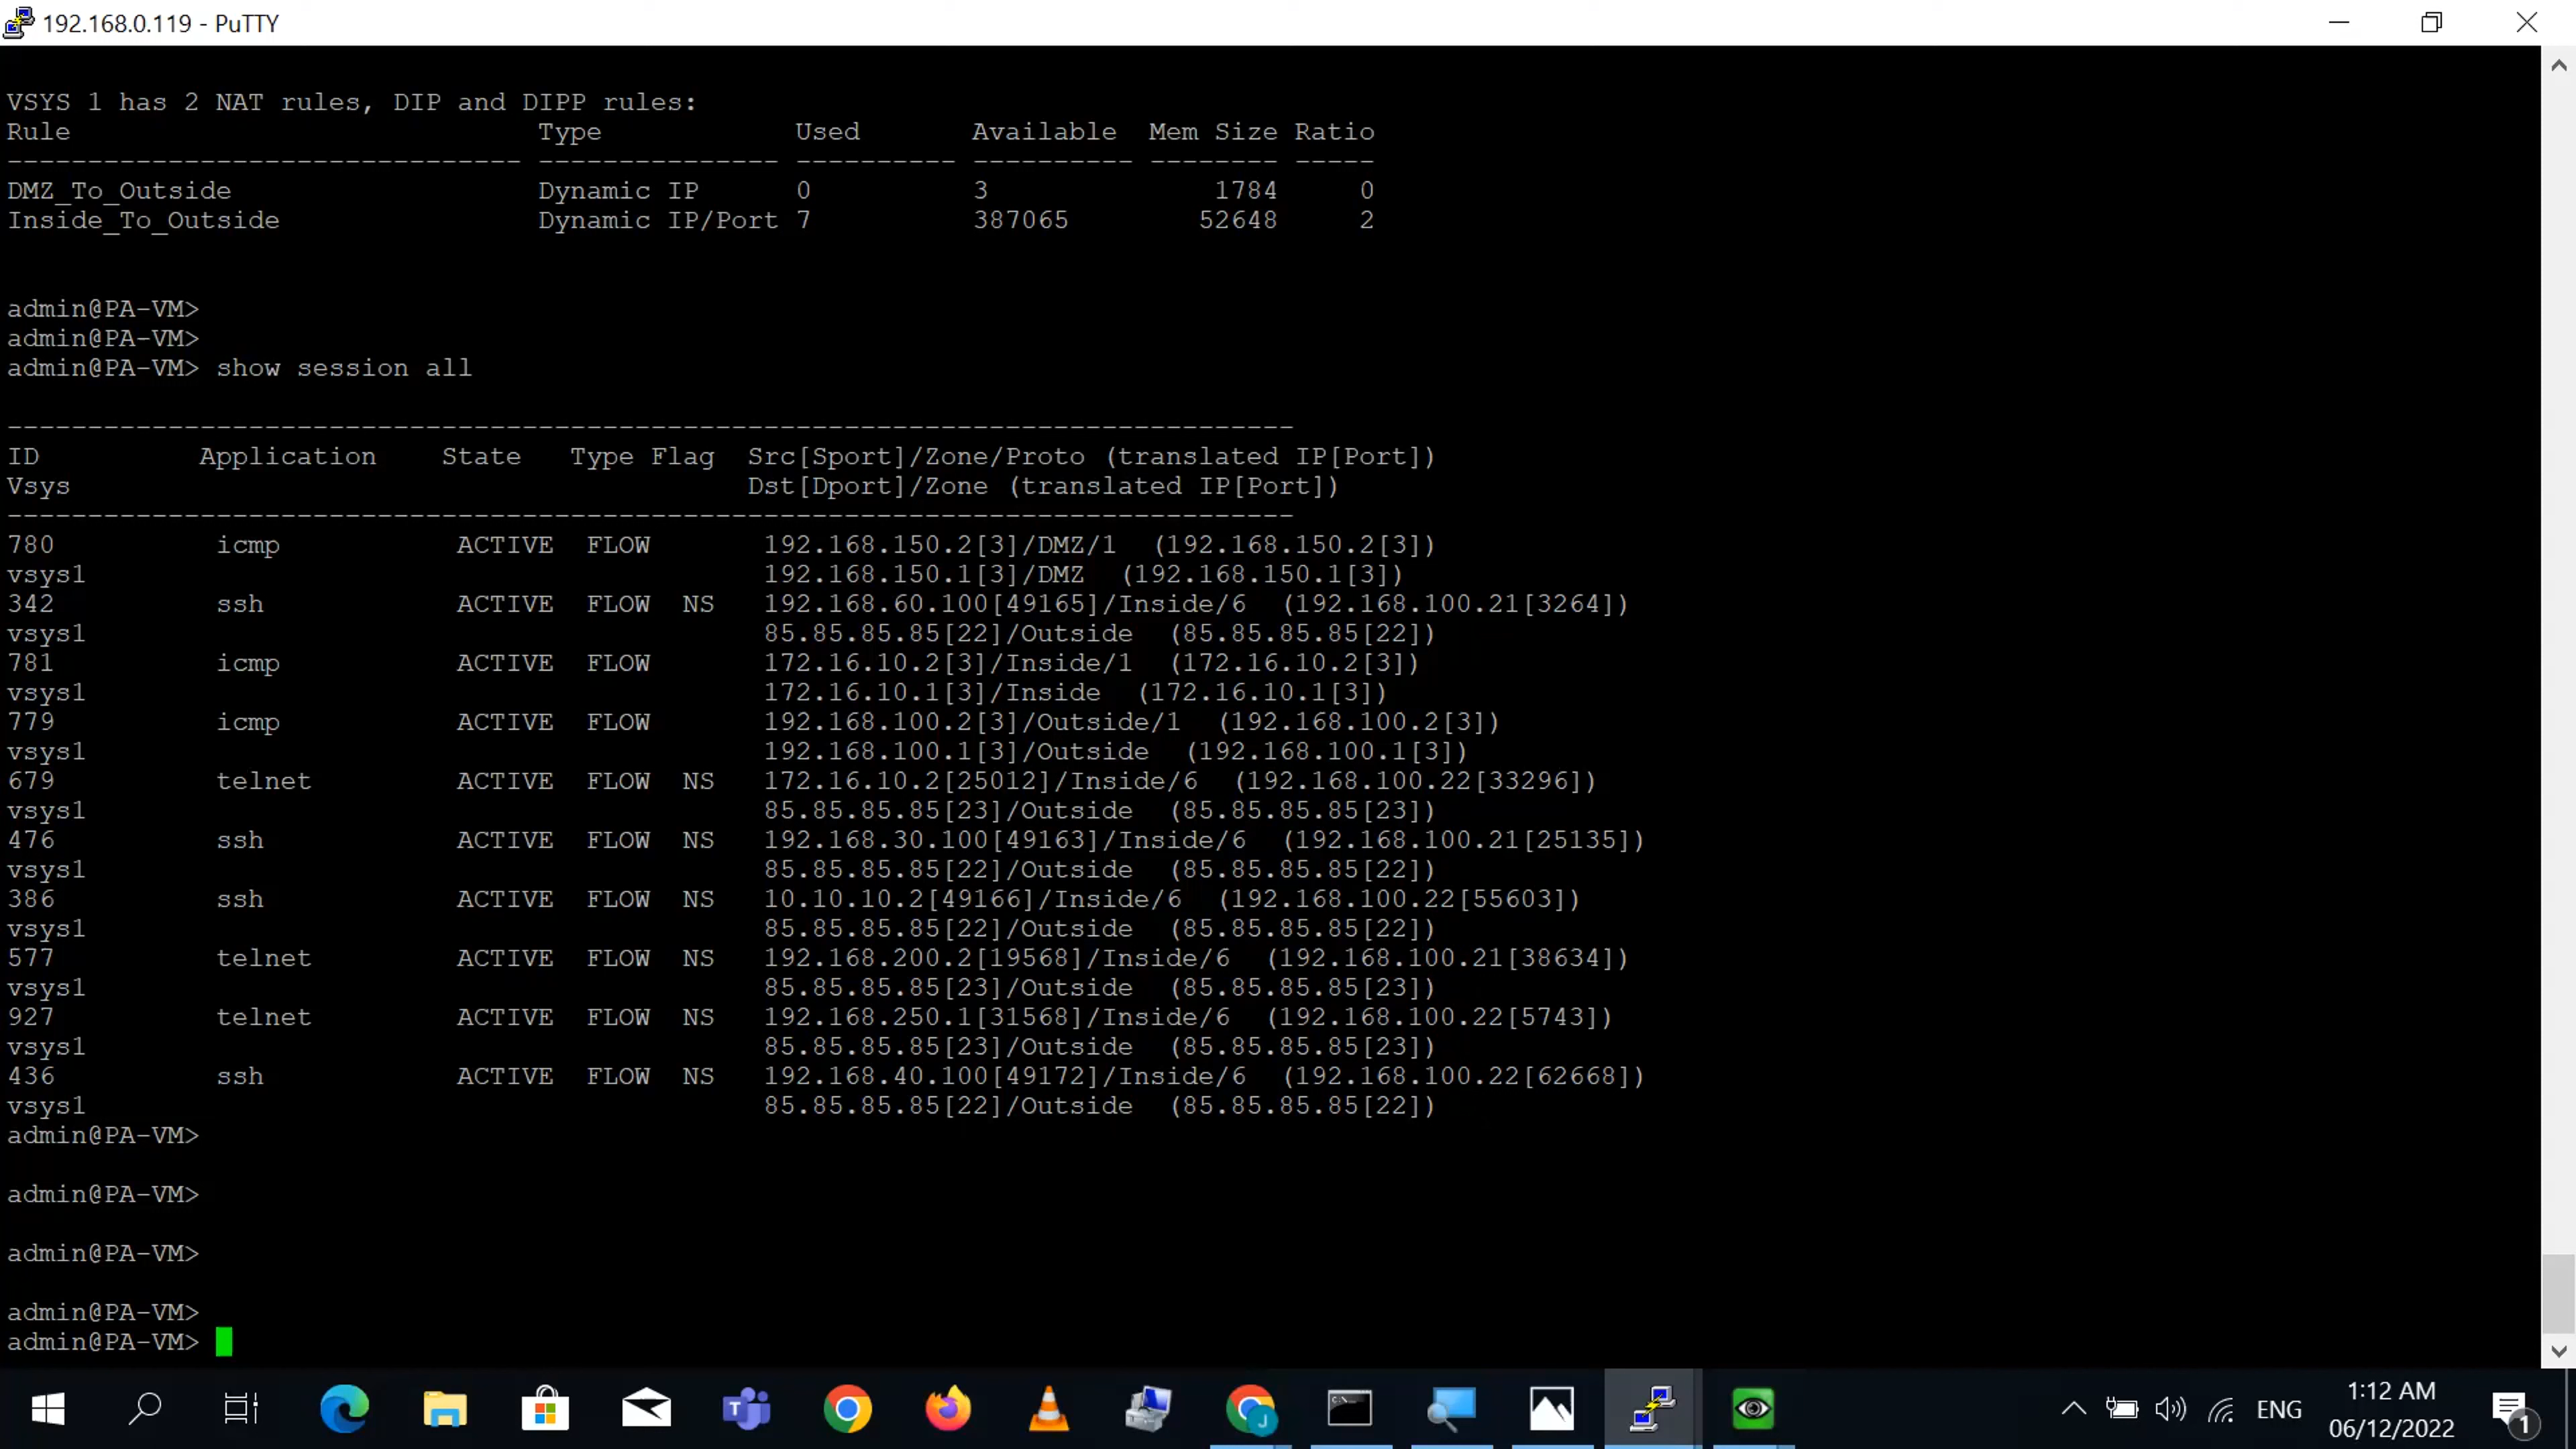 192.168.0.119 - PuTTY
VSYS 1 has 2 NAT rules, DIP and DIPP rules:
Rule                             Type            Used        Available  Mem Size Ratio
-------------------------------- --------------- ----------- ---------- -------- -----
DMZ_To_Outside                   Dynamic IP      0           3              1784     0
Inside_To_Outside                Dynamic IP/Port 7           387065        52648     2
admin@PA-VM>
admin@PA-VM>
admin@PA-VM> show session all
--------------------------------------------------------------------------------
ID          Application    State   Type Flag  Src[Sport]/Zone/Proto (translated IP[Port])
Vsys                                          Dst[Dport]/Zone (translated IP[Port])
--------------------------------------------------------------------------------
780          icmp           ACTIVE  FLOW       192.168.150.2[3]/DMZ/1  (192.168.150.2[3])
vsys1                                          192.168.150.1[3]/DMZ  (192.168.150.1[3])
342          ssh            ACTIVE  FLOW  NS   192.168.60.100[49165]/Inside/6  (192.168.100.21[3264])
vsys1                                          85.85.85.85[22]/Outside  (85.85.85.85[22])
781          icmp           ACTIVE  FLOW       172.16.10.2[3]/Inside/1  (172.16.10.2[3])
vsys1                                          172.16.10.1[3]/Inside  (172.16.10.1[3])
779          icmp           ACTIVE  FLOW       192.168.100.2[3]/Outside/1  (192.168.100.2[3])
vsys1                                          192.168.100.1[3]/Outside  (192.168.100.1[3])
679          telnet         ACTIVE  FLOW  NS   172.16.10.2[25012]/Inside/6  (192.168.100.22[33296])
vsys1                                          85.85.85.85[23]/Outside  (85.85.85.85[23])
476          ssh            ACTIVE  FLOW  NS   192.168.30.100[49163]/Inside/6  (192.168.100.21[25135])
vsys1                                          85.85.85.85[22]/Outside  (85.85.85.85[22])
386          ssh            ACTIVE  FLOW  NS   10.10.10.2[49166]/Inside/6  (192.168.100.22[55603])
vsys1                                          85.85.85.85[22]/Outside  (85.85.85.85[22])
577          telnet         ACTIVE  FLOW  NS   192.168.200.2[19568]/Inside/6  (192.168.100.21[38634])
vsys1                                          85.85.85.85[23]/Outside  (85.85.85.85[23])
927          telnet         ACTIVE  FLOW  NS   192.168.250.1[31568]/Inside/6  (192.168.100.22[5743])
vsys1                                          85.85.85.85[23]/Outside  (85.85.85.85[23])
436          ssh            ACTIVE  FLOW  NS   192.168.40.100[49172]/Inside/6  (192.168.100.22[62668])
vsys1                                          85.85.85.85[22]/Outside  (85.85.85.85[22])
admin@PA-VM>
admin@PA-VM>
admin@PA-VM>
admin@PA-VM>
admin@PA-VM>
ENG
1:12 AM
06/12/2022
1